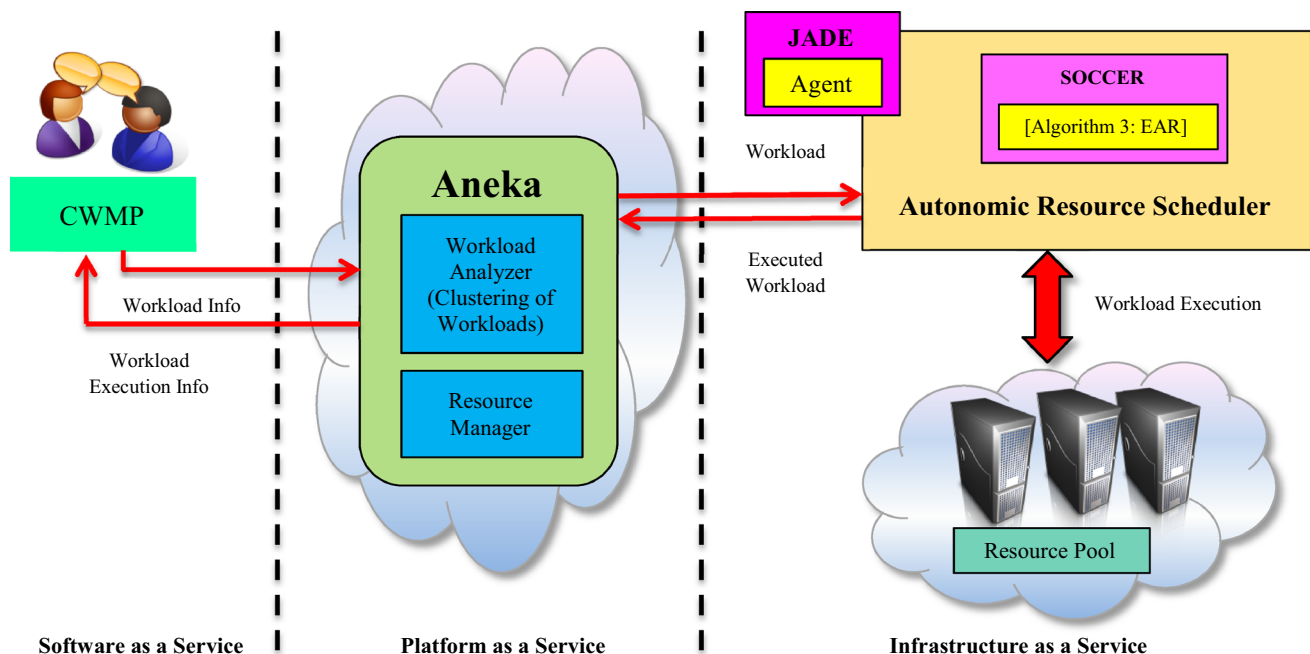 CWMP
Workload Info
Workload
Execution Info
Software as a Service
Aneka
Workload
Analyzer
(Clustering of
Workloads)
Resource
Manager
Platform as a Service
Workload
Executed
Workload
JADE
Agent
SOCCER
[Algorithm 3: EAR]
Autonomic Resource Scheduler
Workload Execution
Resource Pool
Infrastructure as a Service